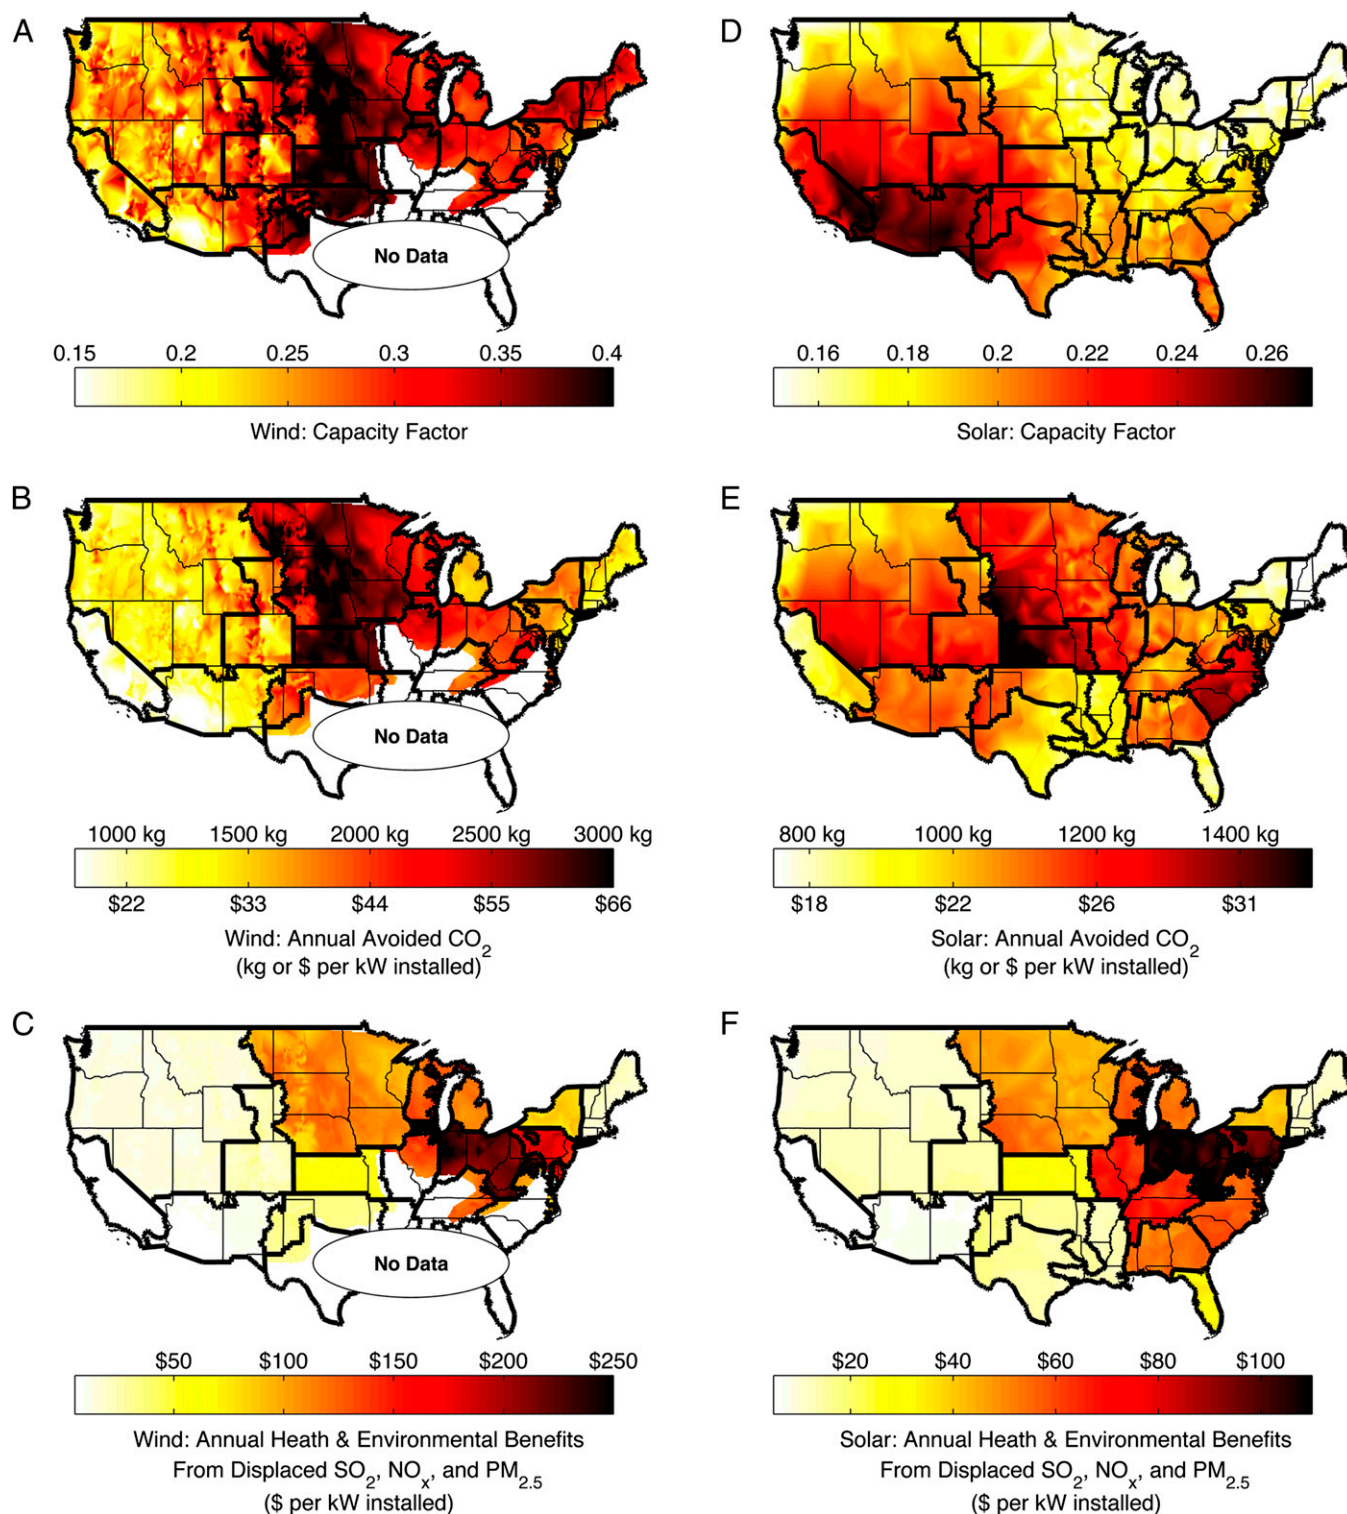 A
No Data
0.15 0.2 0.25 0.3 0.35 0.4
Wind: Capacity Factor
D
0.16 0.18 0.2 0.22 0.24 0.26
Solar: Capacity Factor
B
No Data
1000 kg 1500 kg 2000 kg 2500 kg 3000 kg
$22 $33 $44 $55 $66
Wind: Annual Avoided CO2
(kg or $ per kW installed)2
E
800 kg 1000 kg 1200 kg 1400 kg
$18 $22 $26 $31
Solar: Annual Avoided CO2
(kg or $ per kW installed)2
C
No Data
$50 $100 $150 $200 $250
Wind: Annual Heath & Environmental Benefits
From Displaced SO2, NOx, and PM2.5
($ per kW installed)
F
$20 $40 $60 $80 $100
Solar: Annual Heath & Environmental Benefits
From Displaced SO2, NOx, and PM2.5
($ per kW installed)